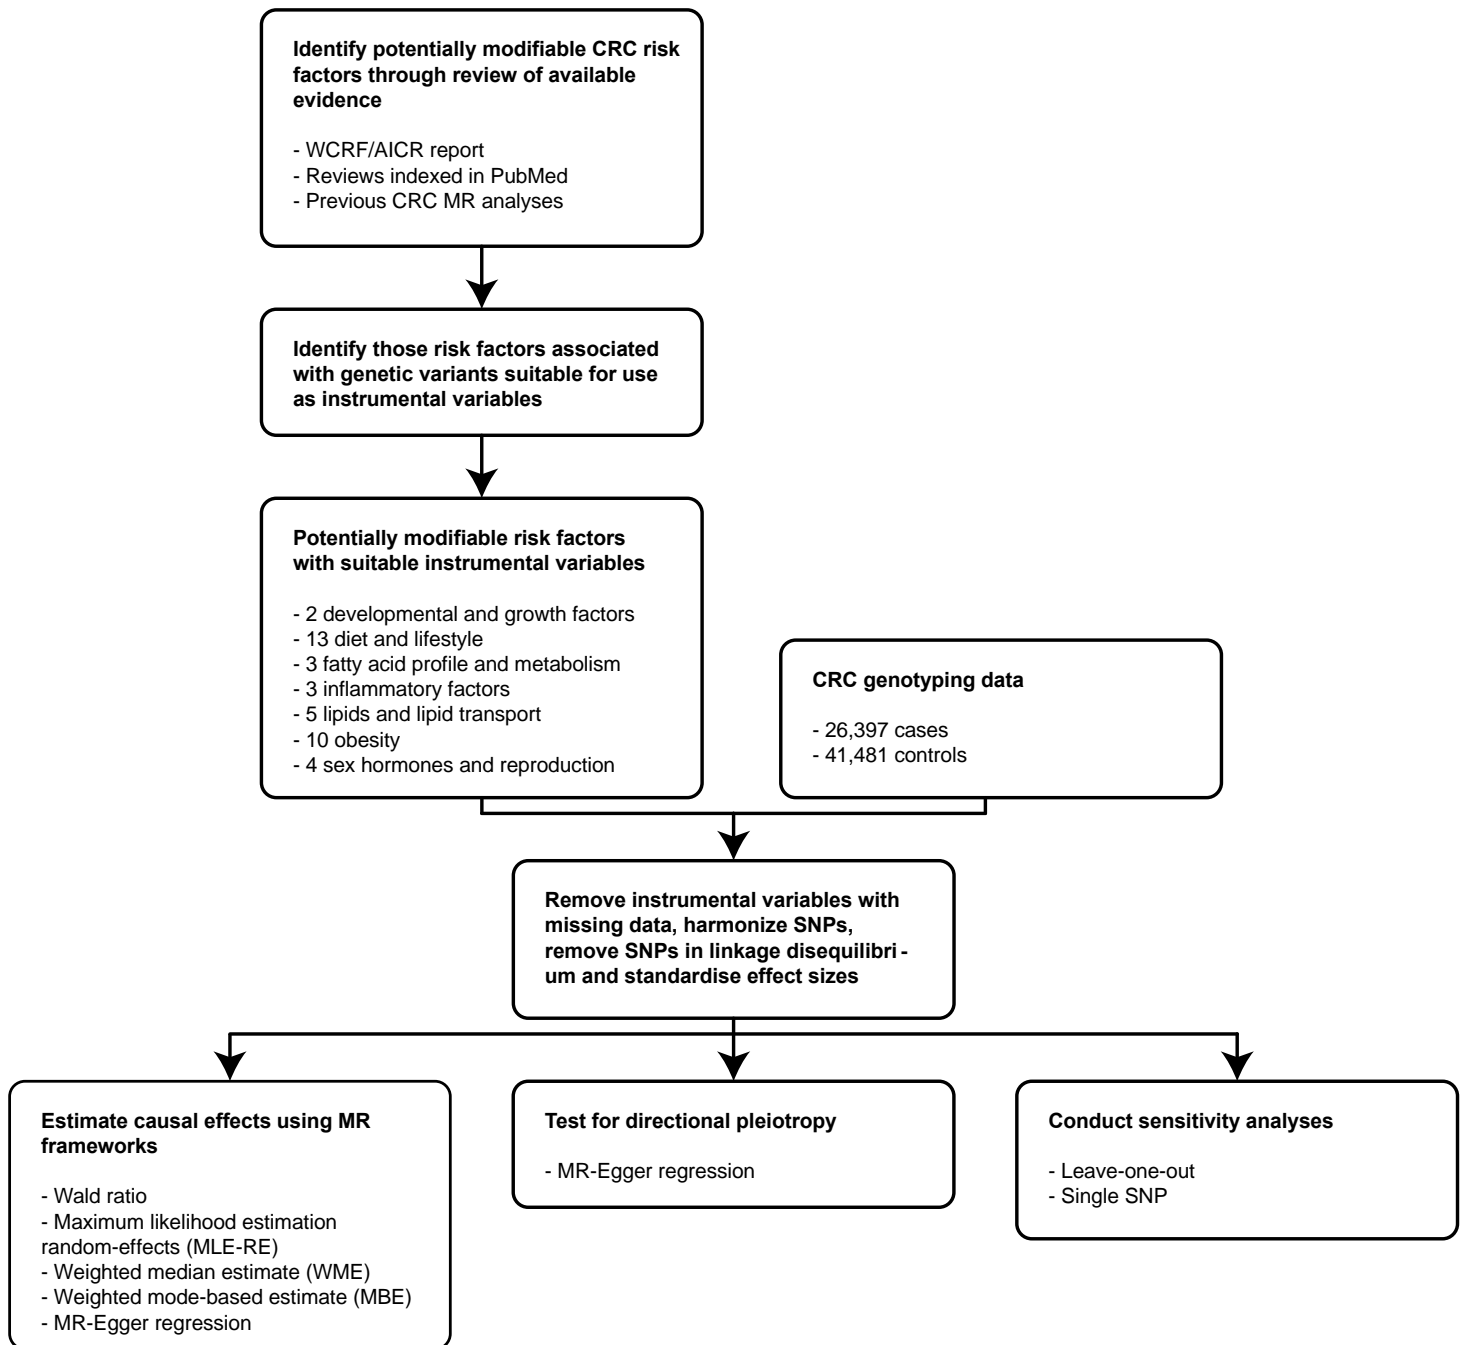 Identify potentially modifiable CRC risk
factors through review of available
evidence
- WCRF/AICR report
- Reviews indexed in PubMed
- Previous CRC MR analyses
Identify those risk factors associated
with genetic variants suitable for use
as instrumental variables
Potentially modifiable risk factors
with suitable instrumental variables
- 2 developmental and growth factors
- 13 diet and lifestyle
- 3 fatty acid profile and metabolism
- 3 inflammatory factors
- 5 lipids and lipid transport
- 10 obesity
- 4 sex hormones and reproduction
CRC genotyping data
- 26,397 cases
- 41,481 controls
Remove instrumental variables with
missing data, harmonize SNPs,
remove SNPs in linkage disequilibri -
um and standardise effect sizes
Estimate causal effects using MR
frameworks
- Wald ratio
- Maximum likelihood estimation
random-effects (MLE-RE)
- Weighted median estimate (WME)
- Weighted mode-based estimate (MBE)
- MR-Egger regression
Test for directional pleiotropy
- MR-Egger regression
Conduct sensitivity analyses
- Leave-one-out
- Single SNP